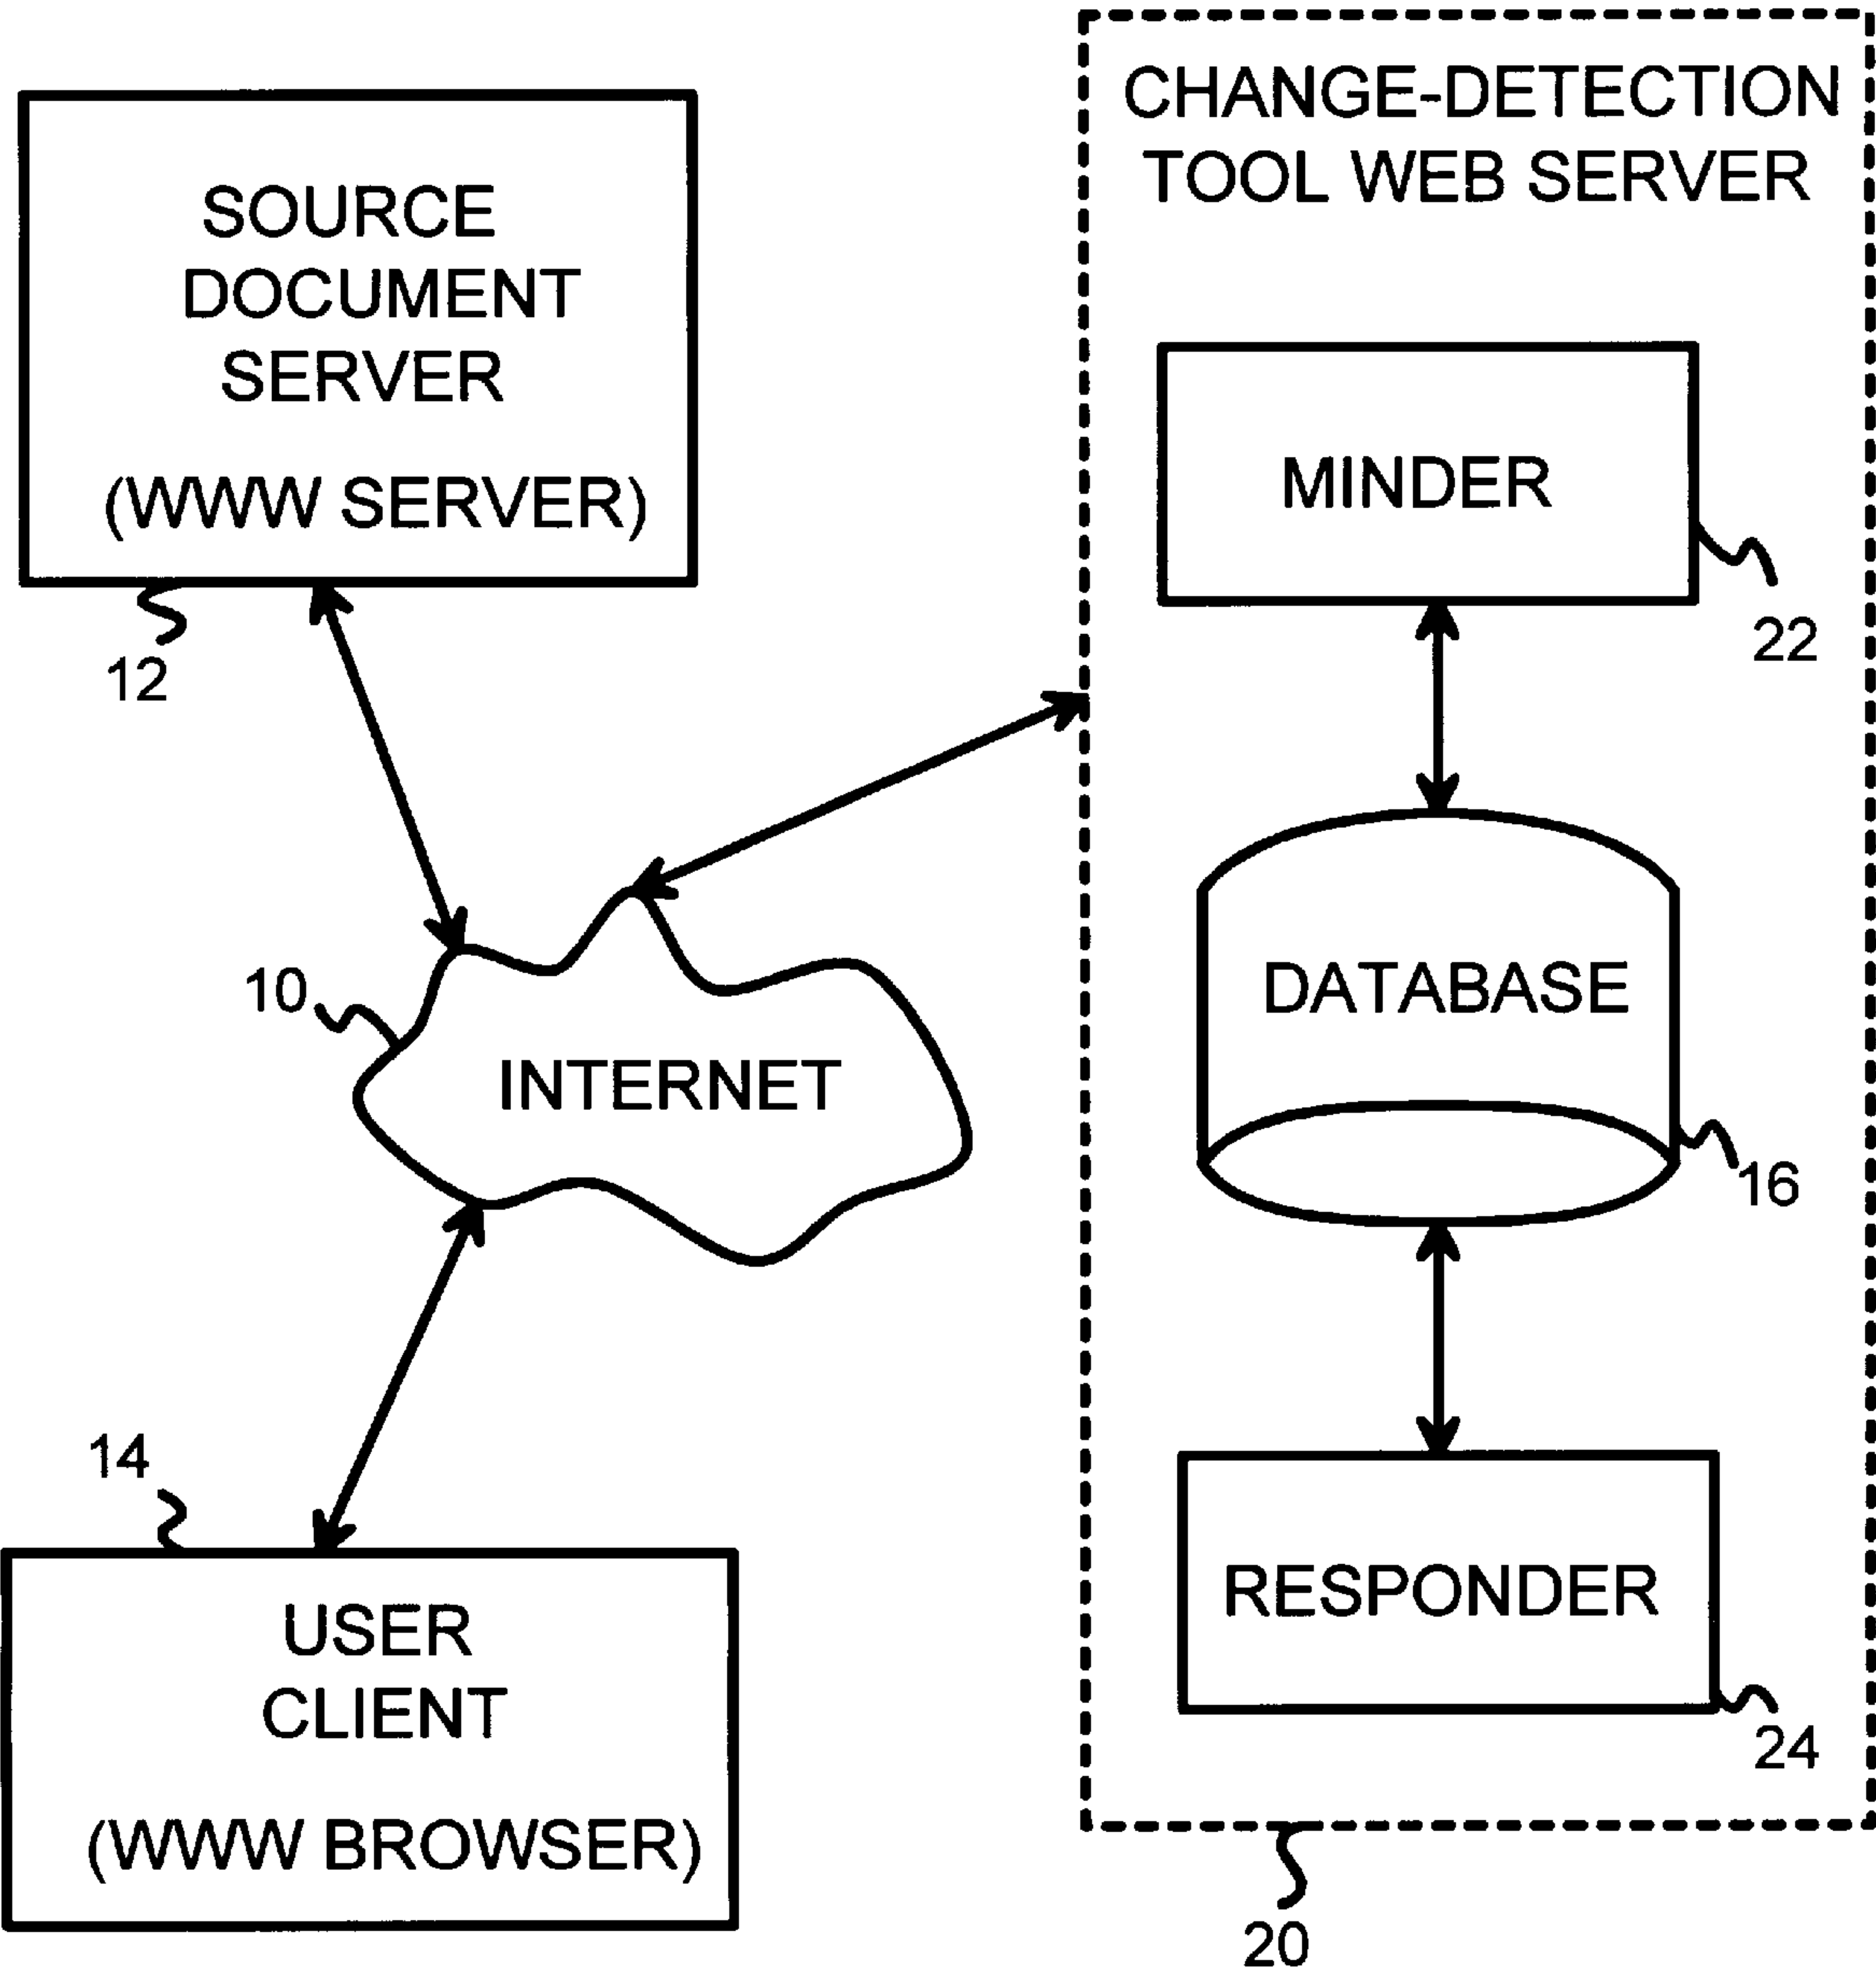 SOURCE
DOCUMENT
SERVER
(WWW SERVER)
12
CHANGE-DETECTION
TOOL WEB SERVER
MINDER
22
10
INTERNET
DATABASE
16
14
USER
CLIENT
(WWW BROWSER)
RESPONDER
24
20